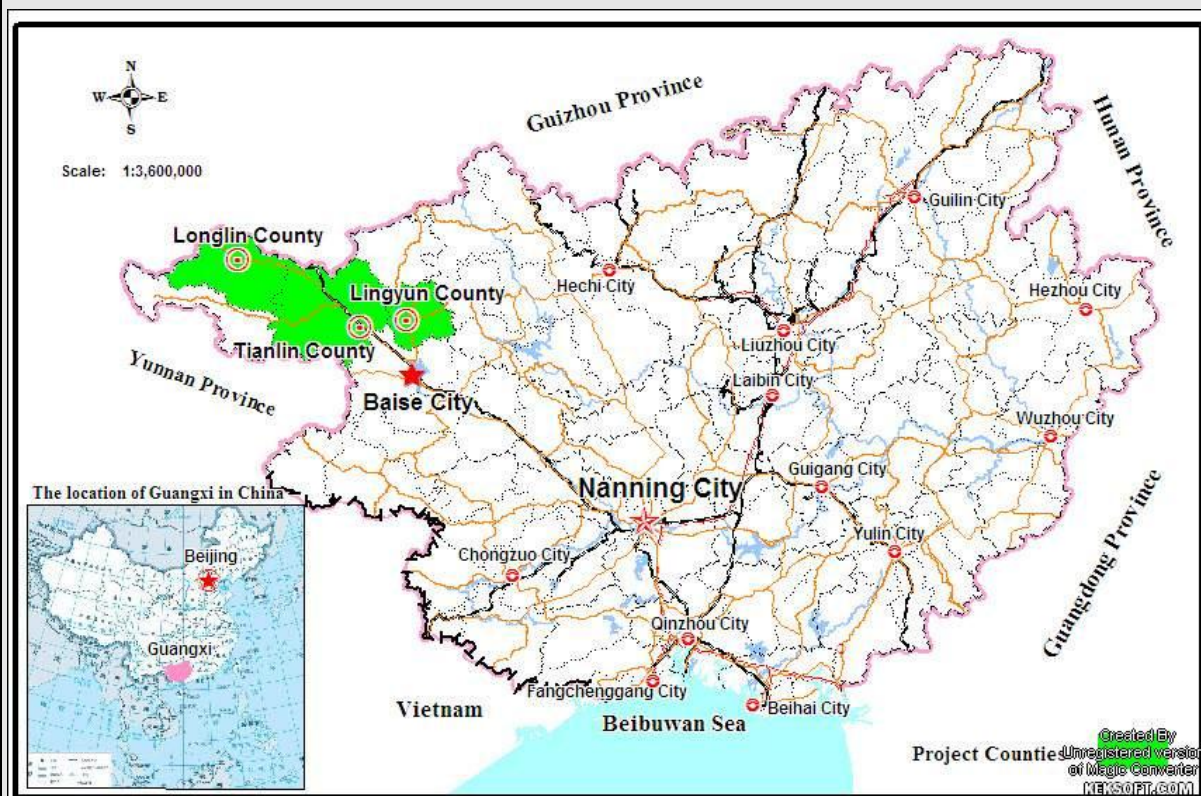 N
W E
S
Scale: 1:3,600,000
Guizhou Province
Hunan Province
Guilin City
Longlin County
Hechi City
Lingyun County
Hezhou City
Liuzhou City
Tianlin County
Yunnan Province
Laibin City
Baise City
Wuzhou City
Guigang City
Nanning City
The location of Guangxi in China
Guangdong Province
Yulin City
Chongzuo City
Beijing
Qinzhou City
Guangxi
Fangchenggang City
Vietnam
Beibuwan Sea
Beihai City
Project Counties
Created By
Unregistered version
of Magic Converter
KEKSOFT.COM